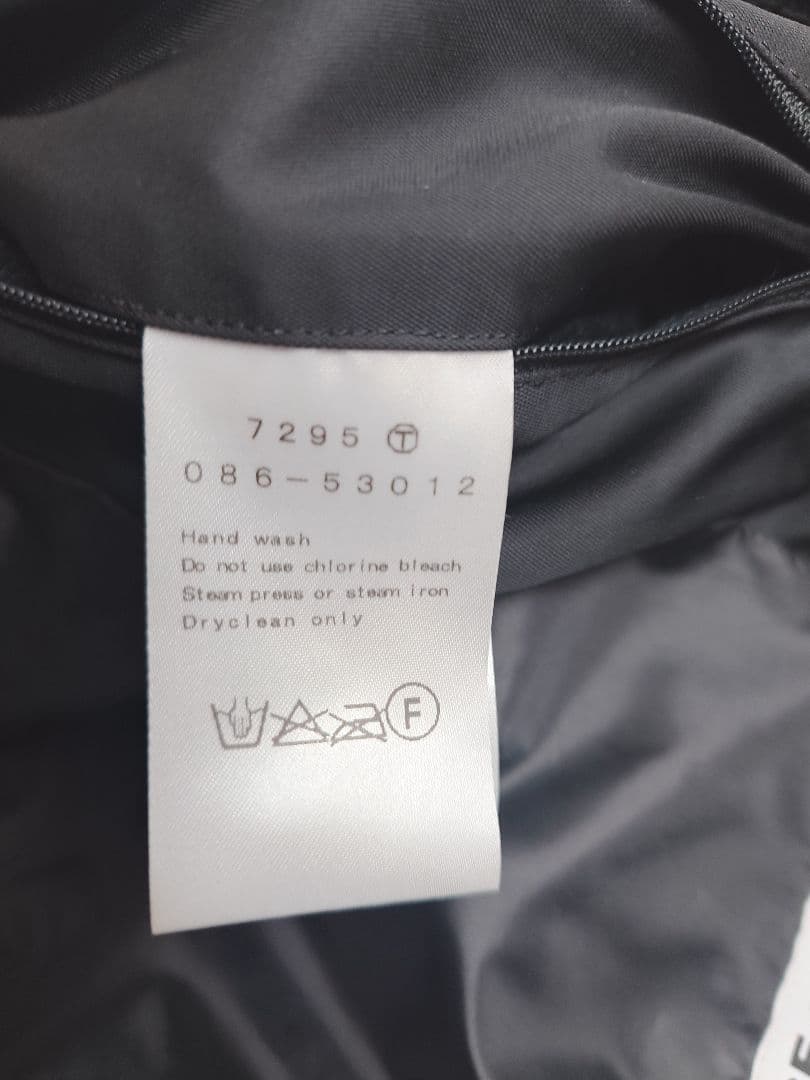 7295 Ⓣ
086-53012
Hand wash
Do not use chlorine bleach
Steam press or steam iron
Dryclean only
F